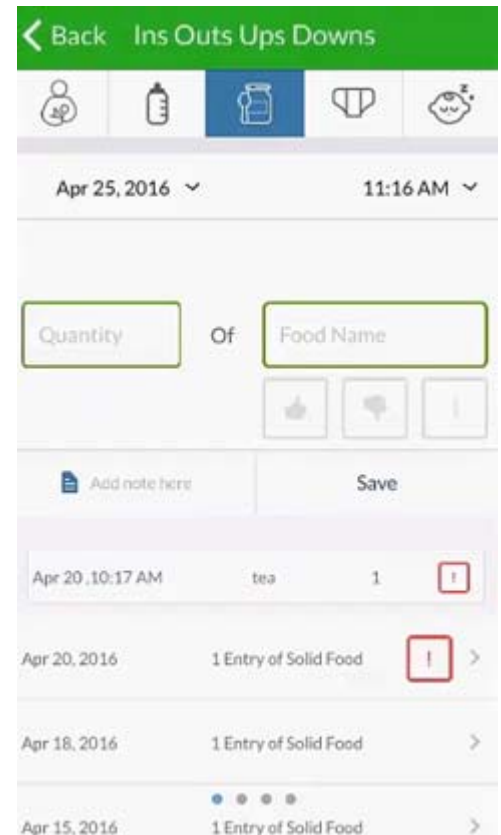 Back Ins Outs Ups Downs
Apr 25, 2016 11:16 AM
Quantity Of Food Name
Add note here Save
Apr 20 ,10:17 AM tea 1 !
Apr 20, 2016 1 Entry of Solid Food !
Apr 18, 2016 1 Entry of Solid Food
Apr 15, 2016 1 Entry of Solid Food